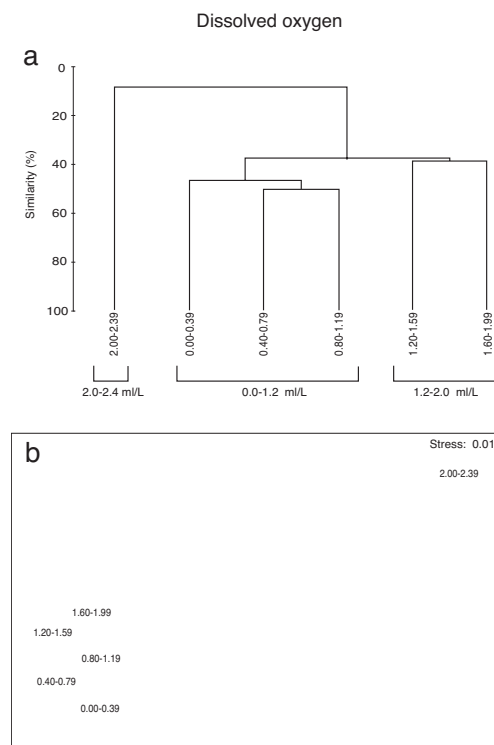 Dissolved oxygen
a
0
20
40
60
80
100
Similarity (%)
2.00-2.39
0.00-0.39
0.40-0.79
0.80-1.19
1.20-1.59
1.60-1.99
2.0-2.4 ml/L
0.0-1.2 ml/L
1.2-2.0 ml/L
b
Stress: 0.01
2.00-2.39
1.60-1.99
1.20-1.59
0.80-1.19
0.40-0.79
0.00-0.39